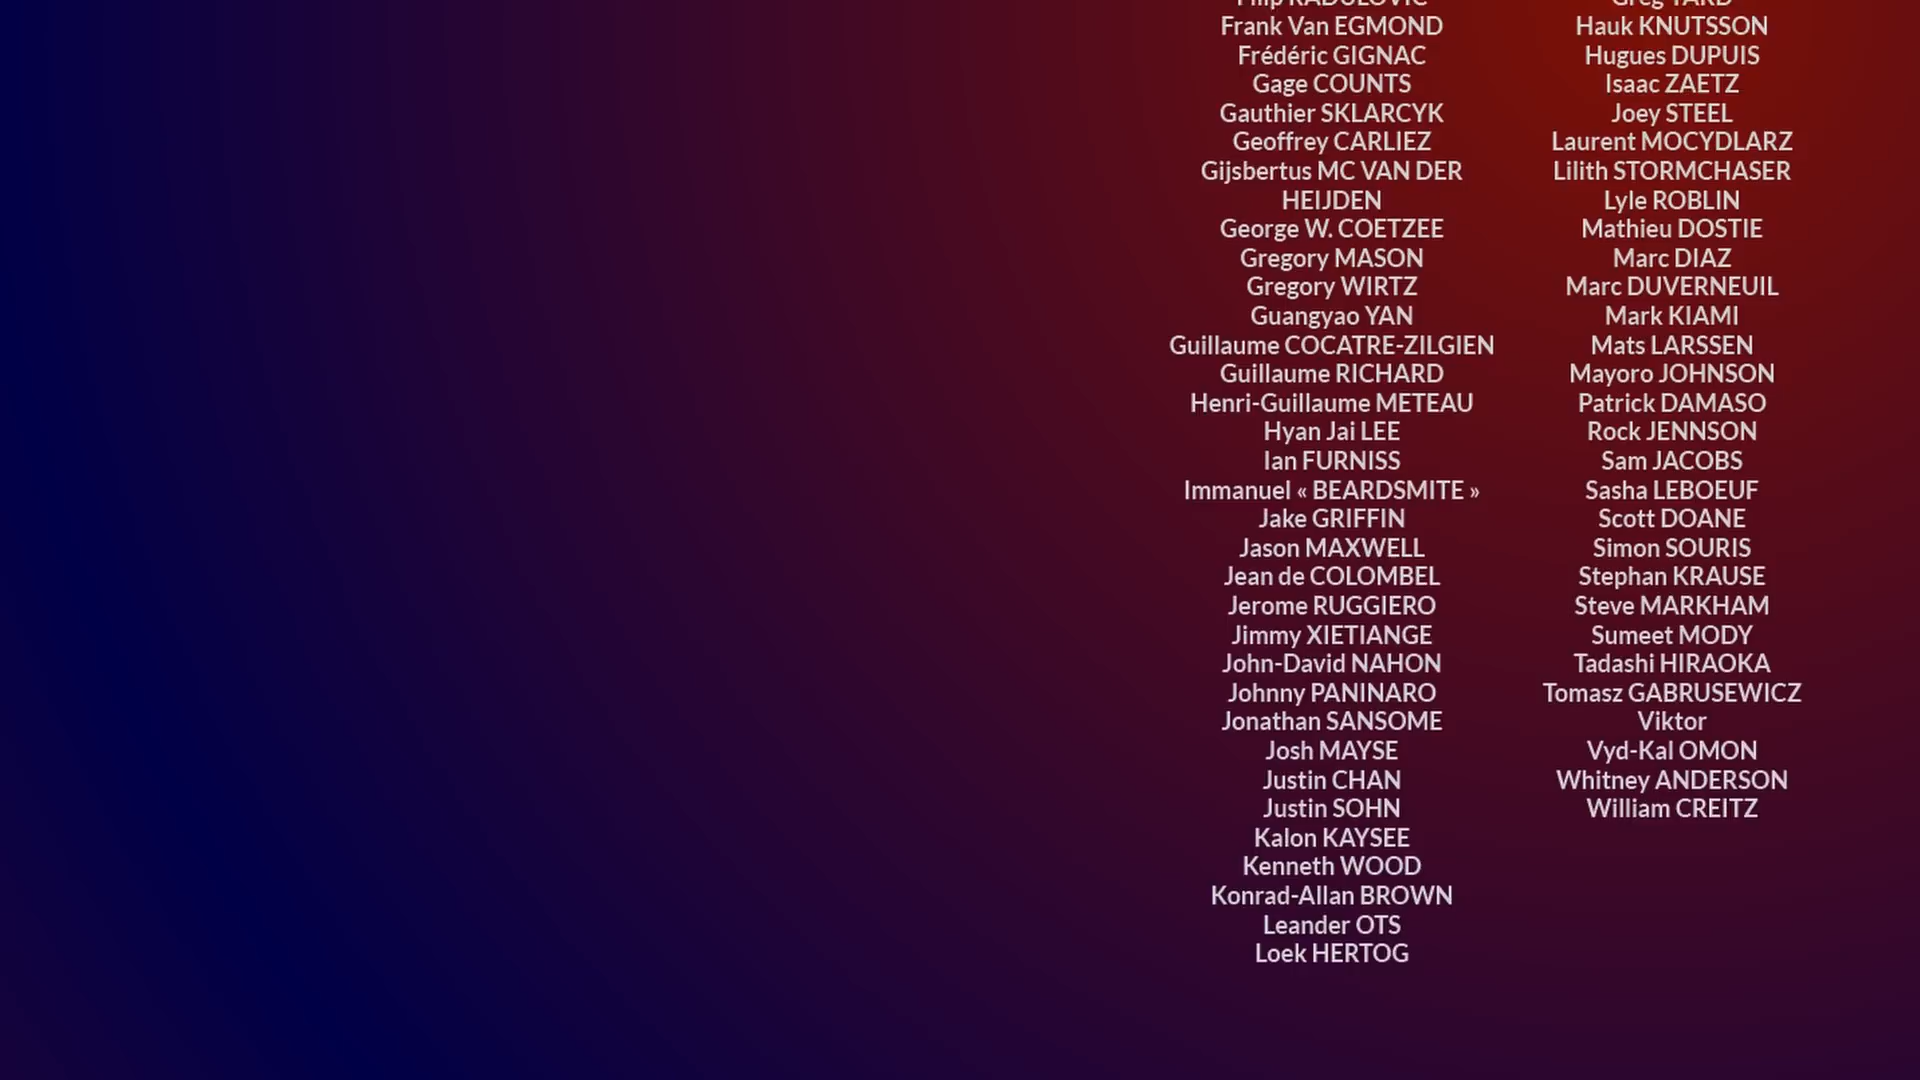 Filip RADULOVIC
Frank Van EGMOND
Frédéric GIGNAC
Gage COUNTS
Gauthier SKLARCYK
Geoffrey CARLIEZ
Gijsbertus MC VAN DER
HEIJDEN
George W. COETZEE
Gregory MASON
Gregory WIRTZ
Guangyao YAN
Guillaume COCATRE-ZILGIEN
Guillaume RICHARD
Henri-Guillaume METEAU
Hyan Jai LEE
Ian FURNISS
Immanuel « BEARDSMITE »
Jake GRIFFIN
Jason MAXWELL
Jean de COLOMBEL
Jerome RUGGIERO
Jimmy XIETIANGE
John-David NAHON
Johnny PANINARO
Jonathan SANSOME
Josh MAYSE
Justin CHAN
Justin SOHN
Kalon KAYSEE
Kenneth WOOD
Konrad-Allan BROWN
Leander OTS
Loek HERTOG
Greg YARD
Hauk KNUTSSON
Hugues DUPUIS
Isaac ZAETZ
Joey STEEL
Laurent MOCYDLARZ
Lilith STORMCHASER
Lyle ROBLIN
Mathieu DOSTIE
Marc DIAZ
Marc DUVERNEUIL
Mark KIAMI
Mats LARSSEN
Mayoro JOHNSON
Patrick DAMASO
Rock JENNSON
Sam JACOBS
Sasha LEBOEUF
Scott DOANE
Simon SOURIS
Stephan KRAUSE
Steve MARKHAM
Sumeet MODY
Tadashi HIRAOKA
Tomasz GABRUSEWICZ
Viktor
Vyd-Kal OMON
Whitney ANDERSON
William CREITZ